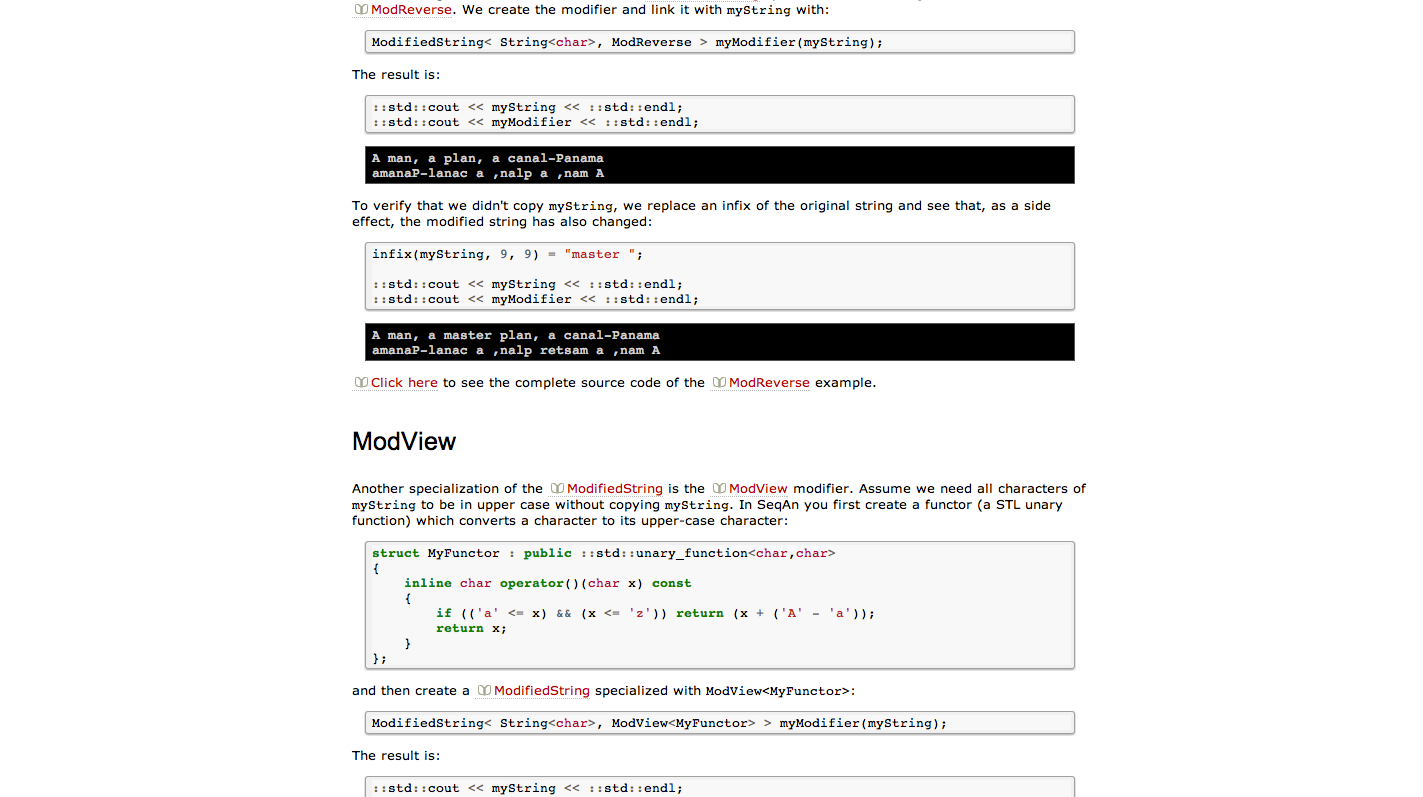 ModReverse. We create the modifier and link it with myString with:
ModifiedString< String<char>, ModReverse > myModifier(myString);
The result is:
::std::cout << myString << ::std::endl;
::std::cout << myModifier << ::std::endl;
A man, a plan, a canal-Panama
amanaP-lanac a ,nalp a ,nam A
To verify that we didn't copy myString, we replace an infix of the original string and see that, as a side
effect, the modified string has also changed:
infix(myString, 9, 9) = "master ";
::std::cout << myString << ::std::endl;
::std::cout << myModifier << ::std::endl;
A man, a master plan, a canal-Panama
amanaP-lanac a ,nalp retsam a ,nam A
Click here to see the complete source code of the ModReverse example.
ModView
Another specialization of the ModifiedString is the ModView modifier. Assume we need all characters of
myString to be in upper case without copying myString. In SeqAn you first create a functor (a STL unary
function) which converts a character to its upper-case character:
struct MyFunctor : public ::std::unary_function<char,char>
{
    inline char operator()(char x) const
    {
        if (('a' <= x) && (x <= 'z')) return (x + ('A' - 'a'));
        return x;
    }
};
and then create a ModifiedString specialized with ModView<MyFunctor>:
ModifiedString< String<char>, ModView<MyFunctor> > myModifier(myString);
The result is:
::std::cout << myString << ::std::endl;